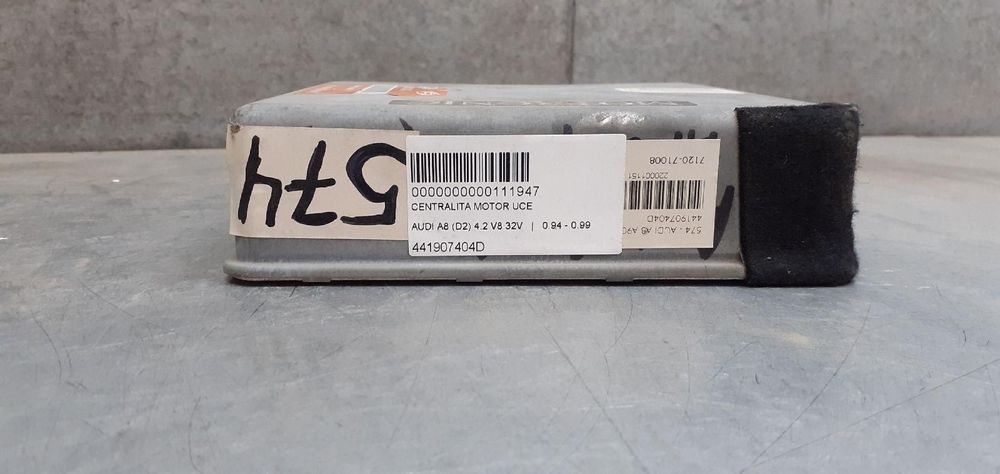 574
0000000000111947
CENTRALITA MOTOR UCE
AUDI A8 (D2) 4.2 V8 32V | 0.94 - 0.99
441907404D
574 - AUDI A8
441907404D
220001151
7120-71008